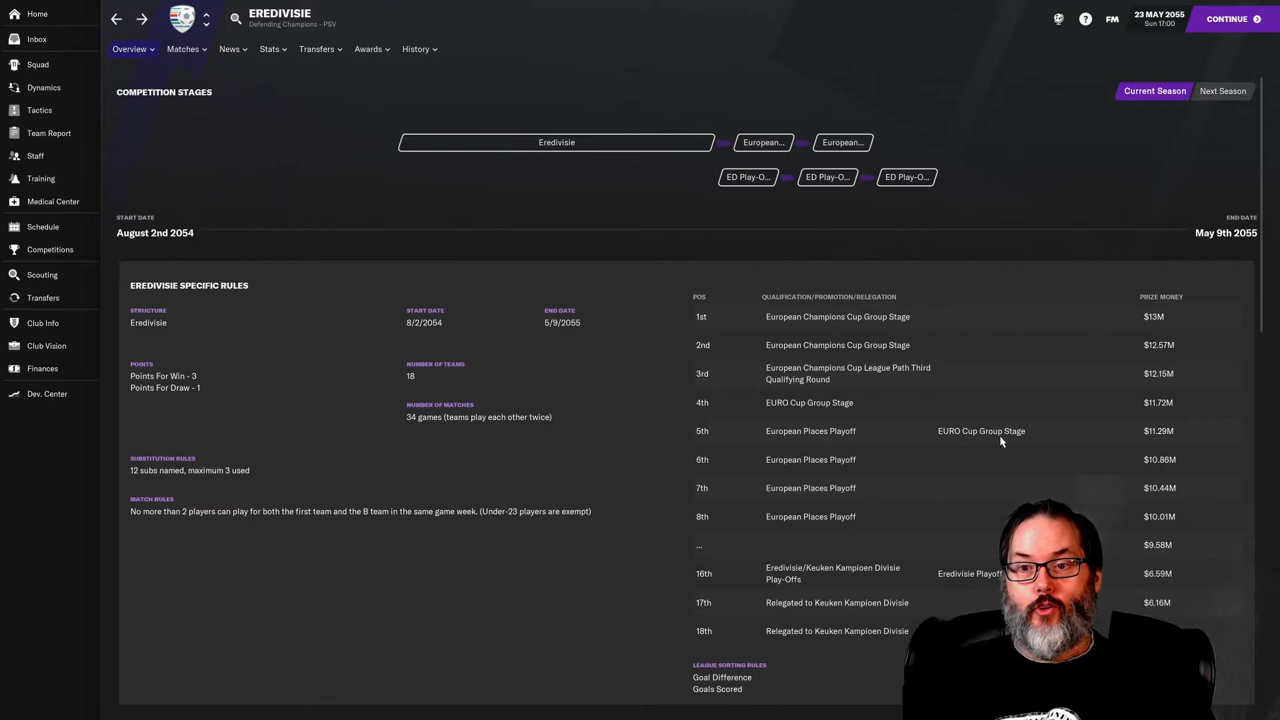 Home
Inbox
Squad
Dynamics
Tactics
Team Report
Staff
Training
Medical Center
Schedule
Competitions
Scouting
Transfers
Club Info
Club Vision
Finances
Dev. Center
EREDIVISIE
Defending Champions - PSV
?
FM
23 MAY 2055
Sun 17:00
CONTINUE
Overview
Matches
News
Stats
Transfers
Awards
History
COMPETITION STAGES
Current Season
Next Season
Eredivisie
European...
European...
ED Play-O...
ED Play-O...
ED Play-O...
START DATE
August 2nd 2054
END DATE
May 9th 2055
EREDIVISIE SPECIFIC RULES
STRUCTURE
Eredivisie
START DATE
8/2/2054
END DATE
5/9/2055
POINTS
Points For Win - 3
Points For Draw - 1
NUMBER OF TEAMS
18
NUMBER OF MATCHES
34 games (teams play each other twice)
SUBSTITUTION RULES
12 subs named, maximum 3 used
MATCH RULES
No more than 2 players can play for both the first team and the B team in the same game week. (Under-23 players are exempt)
POS QUALIFICATION/PROMOTION/RELEGATION PRIZE MONEY
1st European Champions Cup Group Stage $13M
2nd European Champions Cup Group Stage $12.57M
3rd European Champions Cup League Path Third Qualifying Round $12.15M
4th EURO Cup Group Stage $11.72M
5th European Places Playoff EURO Cup Group Stage $11.29M
6th European Places Playoff $10.86M
7th European Places Playoff $10.44M
8th European Places Playoff $10.01M
... $9.58M
16th Eredivisie/Keuken Kampioen Divisie Play-Offs Eredivisie Playoff $6.59M
17th Relegated to Keuken Kampioen Divisie $6.16M
18th Relegated to Keuken Kampioen Divisie
LEAGUE SORTING RULES
Goal Difference
Goals Scored